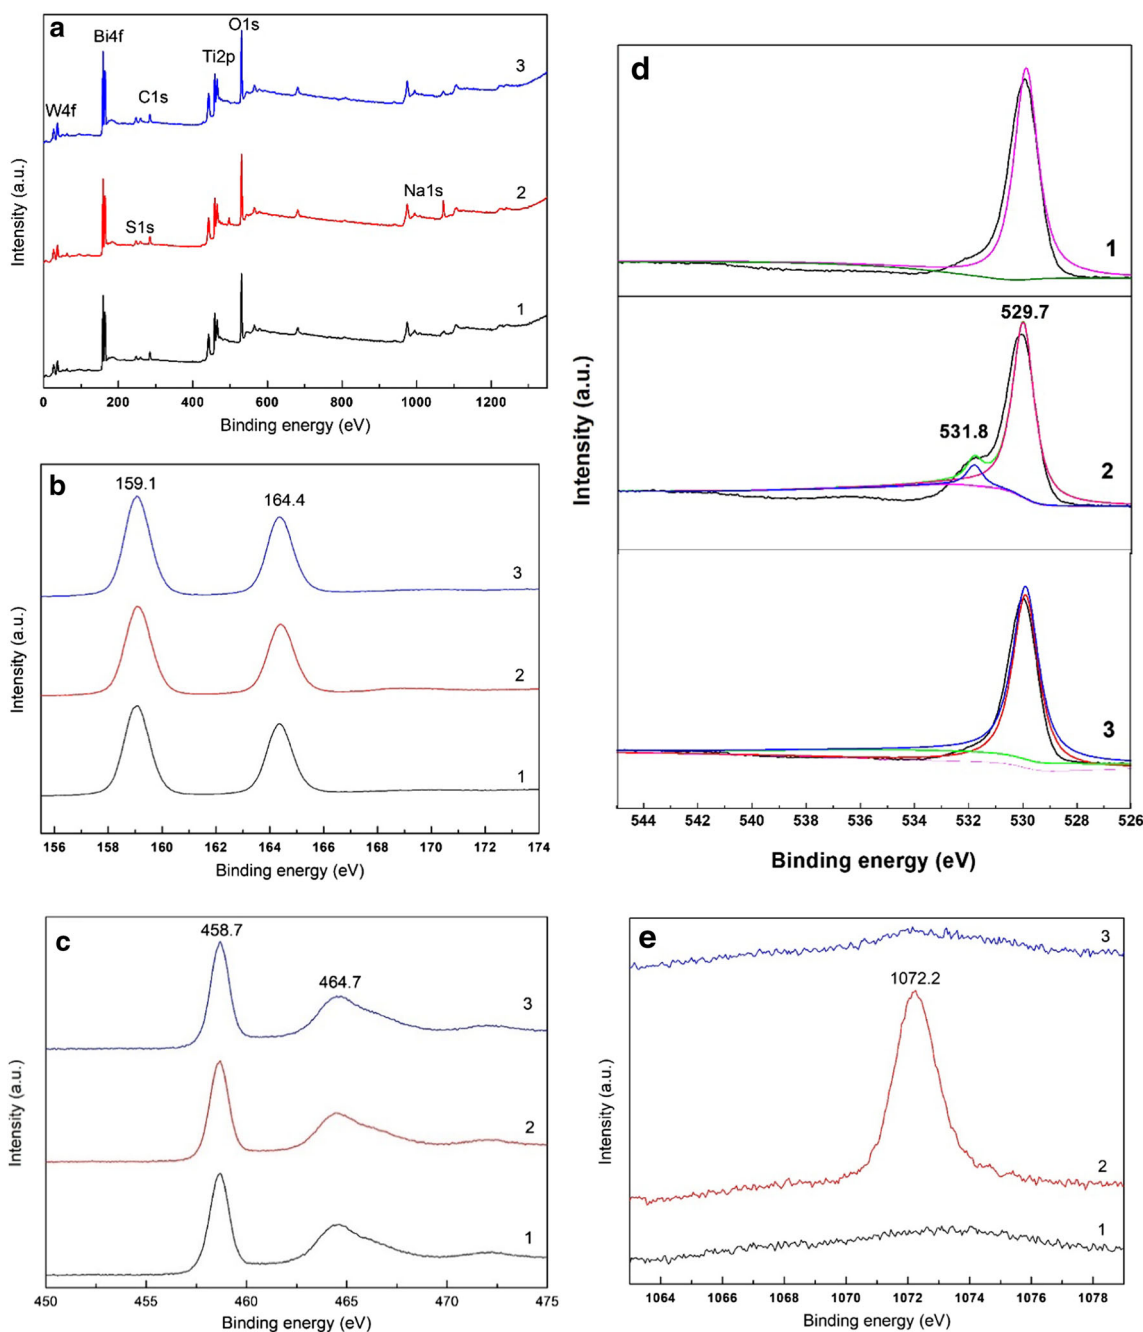 a
O1s
Bi4f
Ti2p
3
C1s
W4f
2
Na1s
S1s
1
Intensity (a.u.)
0 200 400 600 800 1000 1200
Binding energy (eV)
b
159.1
164.4
3
2
1
Intensity (a.u.)
156 158 160 162 164 166 168 170 172 174
Binding energy (eV)
c
458.7
464.7
3
2
1
Intensity (a.u.)
450 455 460 465 470 475
Binding energy (eV)
d
1
529.7
531.8
2
3
Intensity (a.u.)
544 542 540 538 536 534 532 530 528 526
Binding energy (eV)
e
3
1072.2
2
1
Intensity (a.u.)
1064 1066 1068 1070 1072 1074 1076 1078
Binding energy (eV)